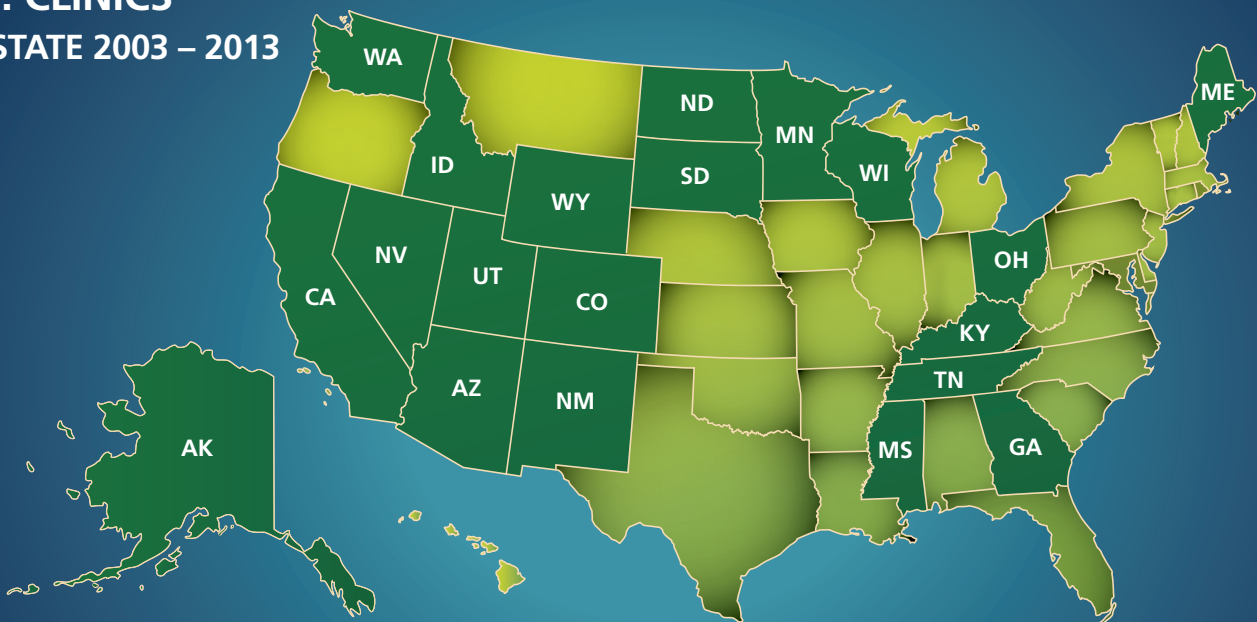 CLINICS
STATE 2003 – 2013
WA
ME
ND
MN
ID
WI
SD
WY
NV
OH
UT
CA
CO
KY
TN
AZ
NM
AK
MS
GA